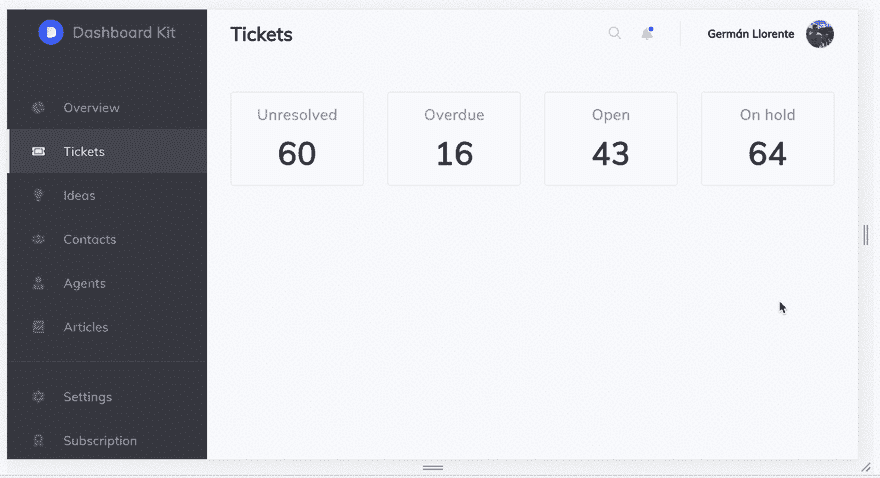 Dashboard Kit
Overview
Tickets
Ideas
Contacts
Agents
Articles
Settings
Subscription
Tickets
Germán Llorente
Unresolved
60
Overdue
16
Open
43
On hold
64